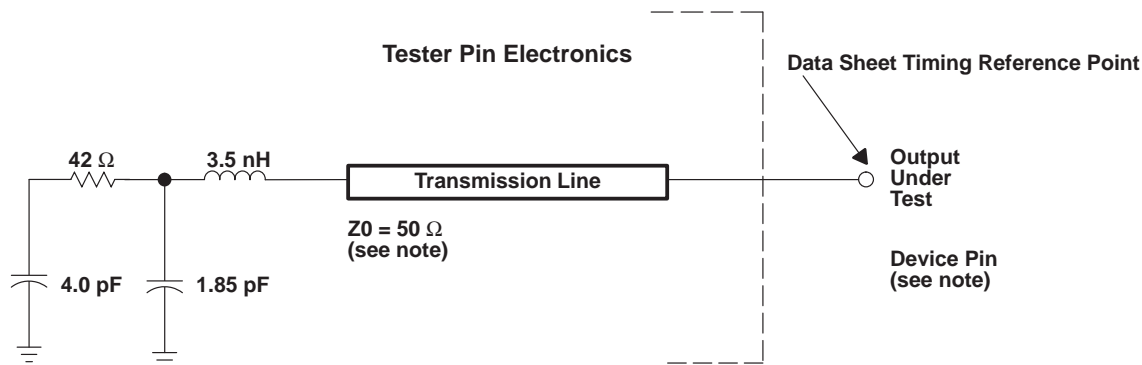 Tester Pin Electronics
Data Sheet Timing Reference Point
42 Ω
3.5 nH
Transmission Line
Output
Under
Test
Z0 = 50 Ω
(see note)
Device Pin
(see note)
4.0 pF
1.85 pF